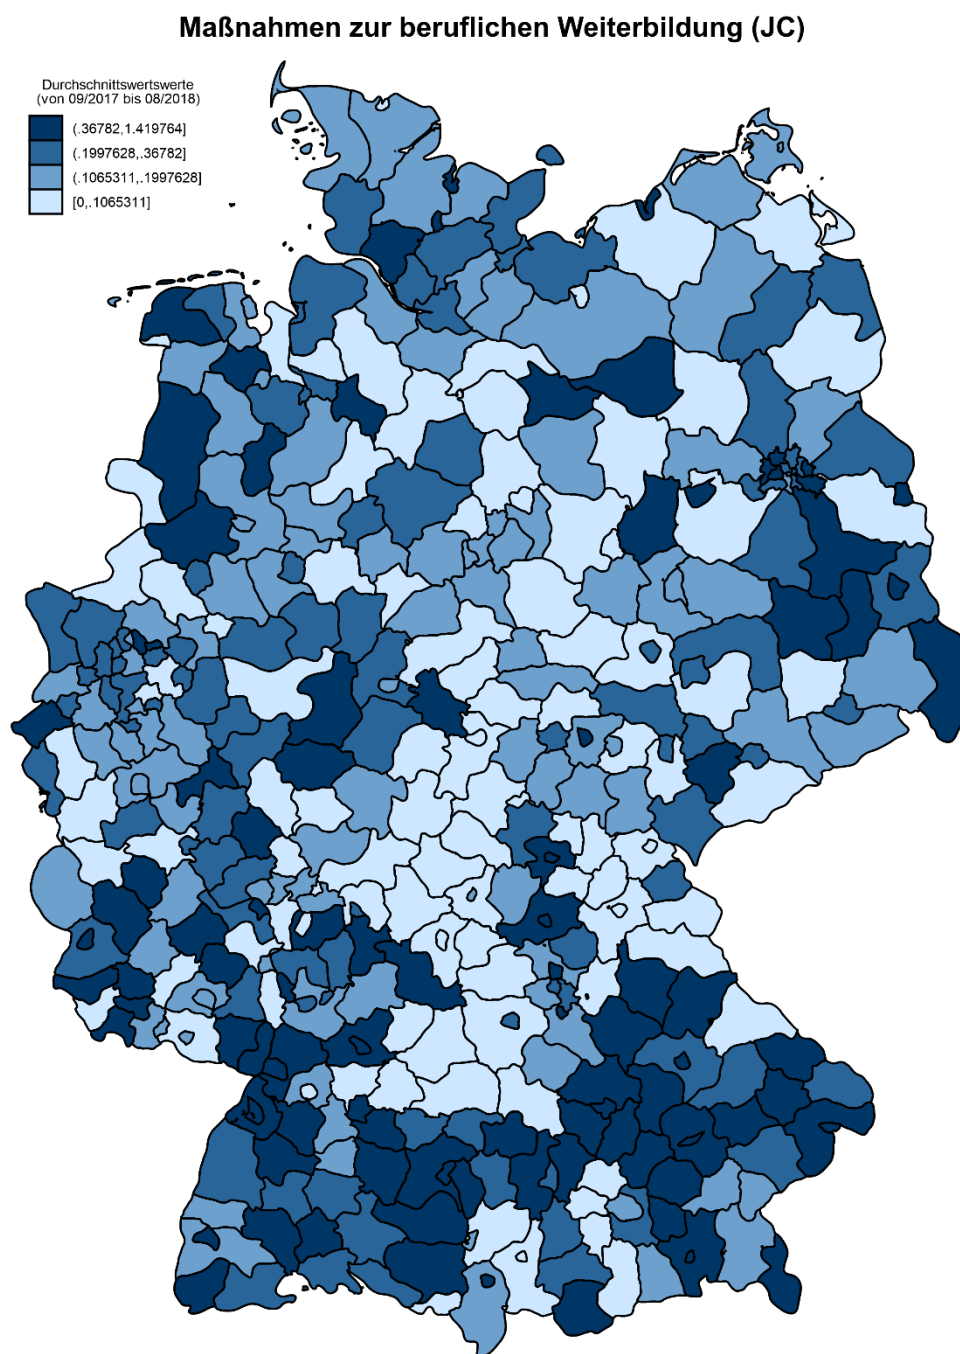 Maßnahmen zur beruflichen Weiterbildung (JC)
Durchschnittswertswerte
(von 09/2017 bis 08/2018)
(.36782,1.419764]
(.1997628,.36782]
(.1065311,.1997628]
[0,.1065311]